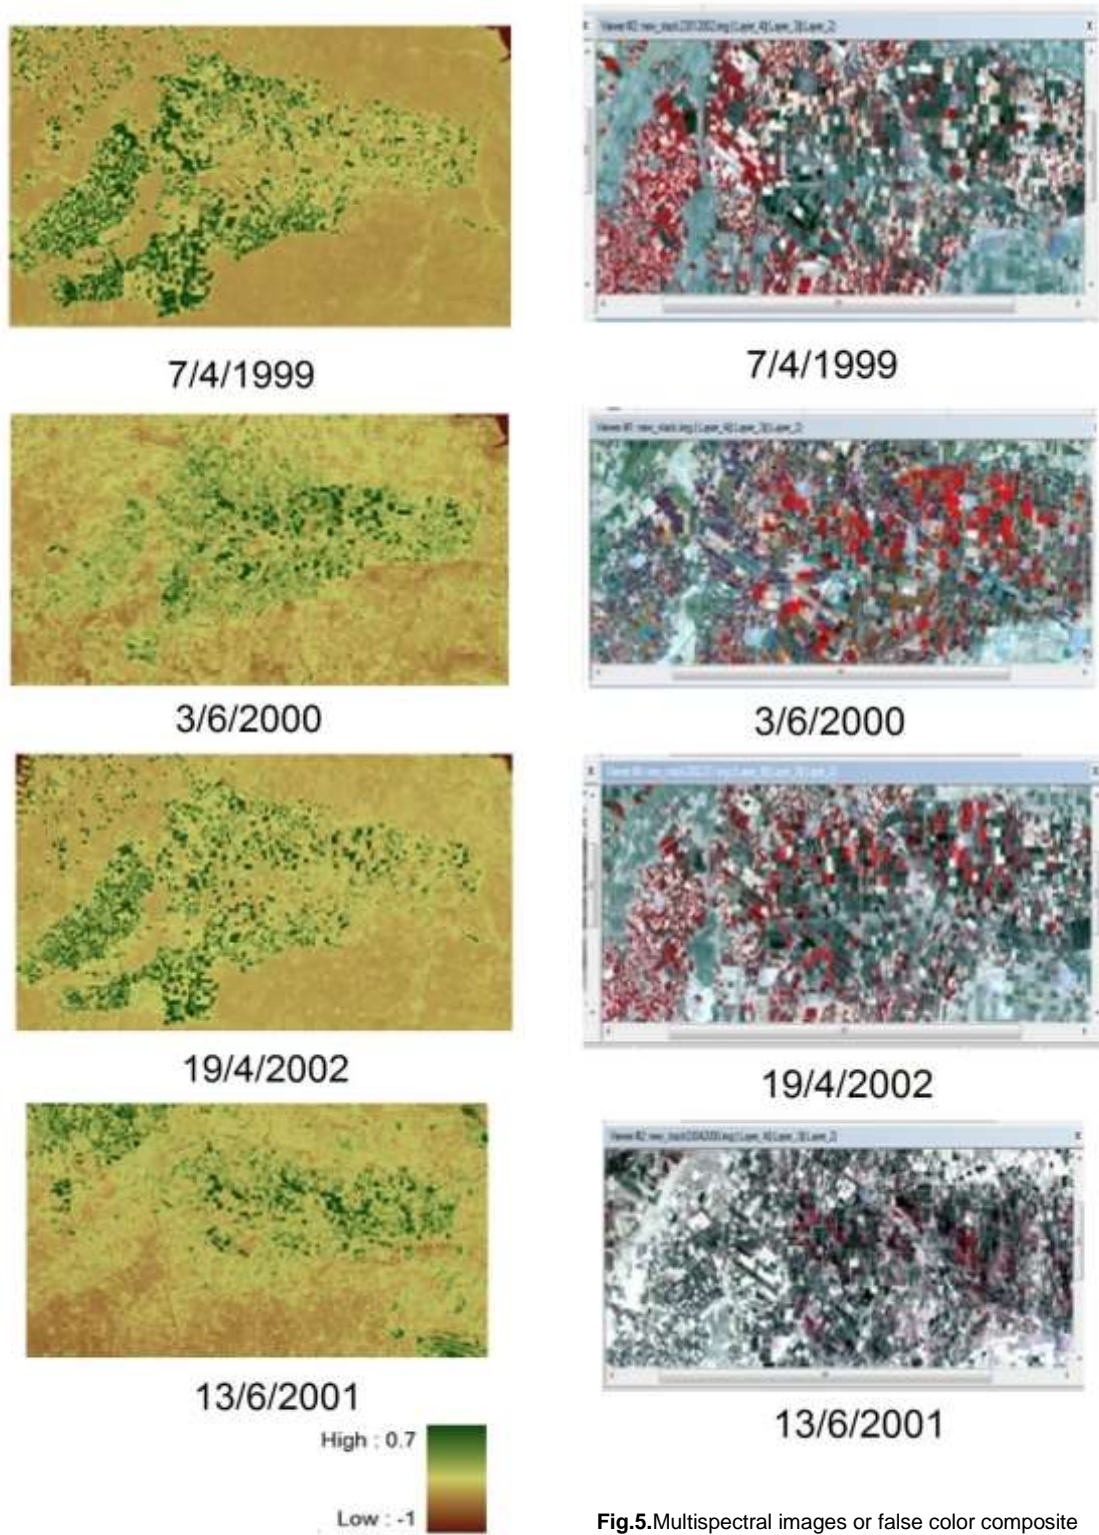 7/4/1999
7/4/1999
3/6/2000
3/6/2000
19/4/2002
19/4/2002
13/6/2001
13/6/2001
High : 0.7
Low : -1
Fig.5.Multispectral images or false color composite